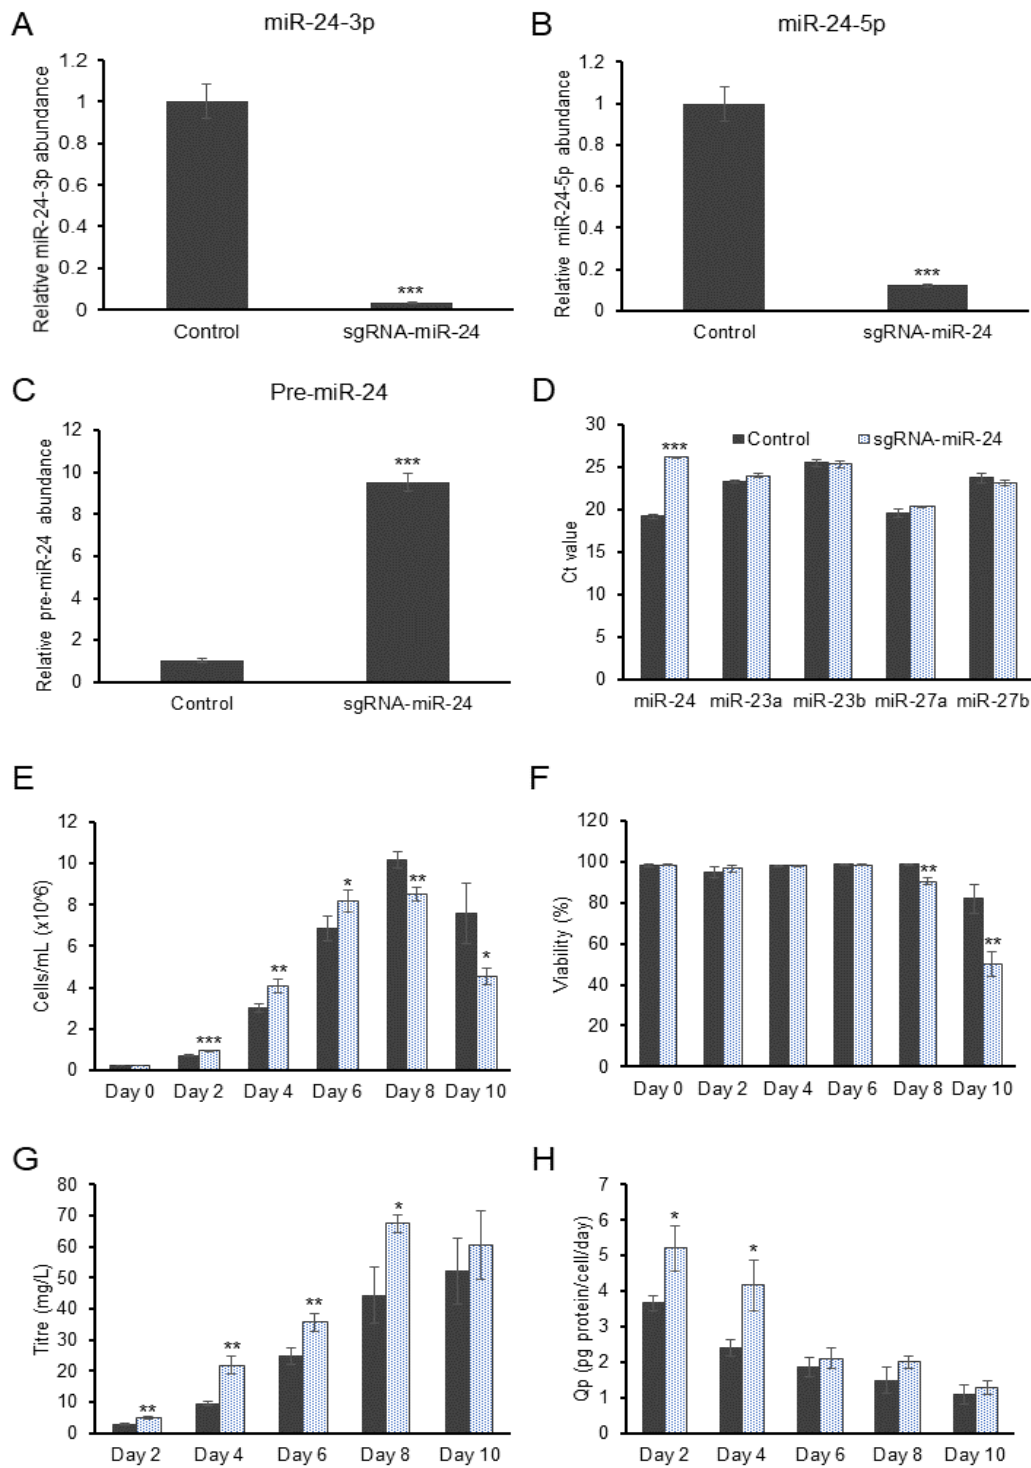 A
miR-24-3p
Relative miR-24-3p abundance
1.2
1
0.8
0.6
0.4
0.2
0
***
Control
sgRNA-miR-24
B
miR-24-5p
Relative miR-24-5p abundance
1.2
1
0.8
0.6
0.4
0.2
0
***
Control
sgRNA-miR-24
C
Pre-miR-24
Relative pre-miR-24 abundance
12
10
8
6
4
2
0
***
Control
sgRNA-miR-24
D
Ct value
30
25
20
15
10
5
0
***
Control
sgRNA-miR-24
miR-24
miR-23a
miR-23b
miR-27a
miR-27b
E
Cells/mL (x10^6)
12
10
8
6
4
2
0
***
**
*
**
*
Day 0
Day 2
Day 4
Day 6
Day 8
Day 10
F
Viability (%)
120
100
80
60
40
20
0
**
**
Day 0
Day 2
Day 4
Day 6
Day 8
Day 10
G
Titre (mg/L)
80
70
60
50
40
30
20
10
0
**
**
**
*
Day 2
Day 4
Day 6
Day 8
Day 10
H
Qp (pg protein/cell/day)
7
6
5
4
3
2
1
0
*
*
Day 2
Day 4
Day 6
Day 8
Day 10